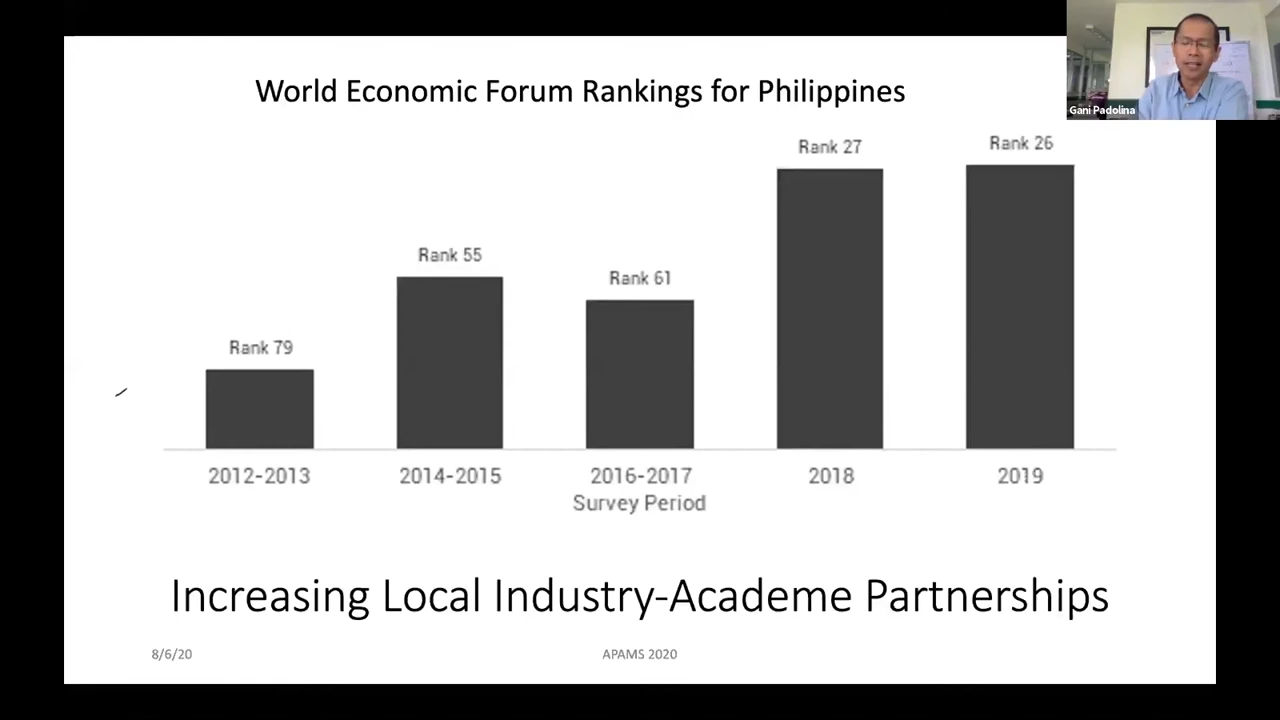 World Economic Forum Rankings for Philippines
Gani Padolina
Rank 79
Rank 55
Rank 61
Rank 27
Rank 26
2012-2013
2014-2015
2016-2017
2018
2019
Survey Period
Increasing Local Industry-Academe Partnerships
8/6/20
APAMS 2020